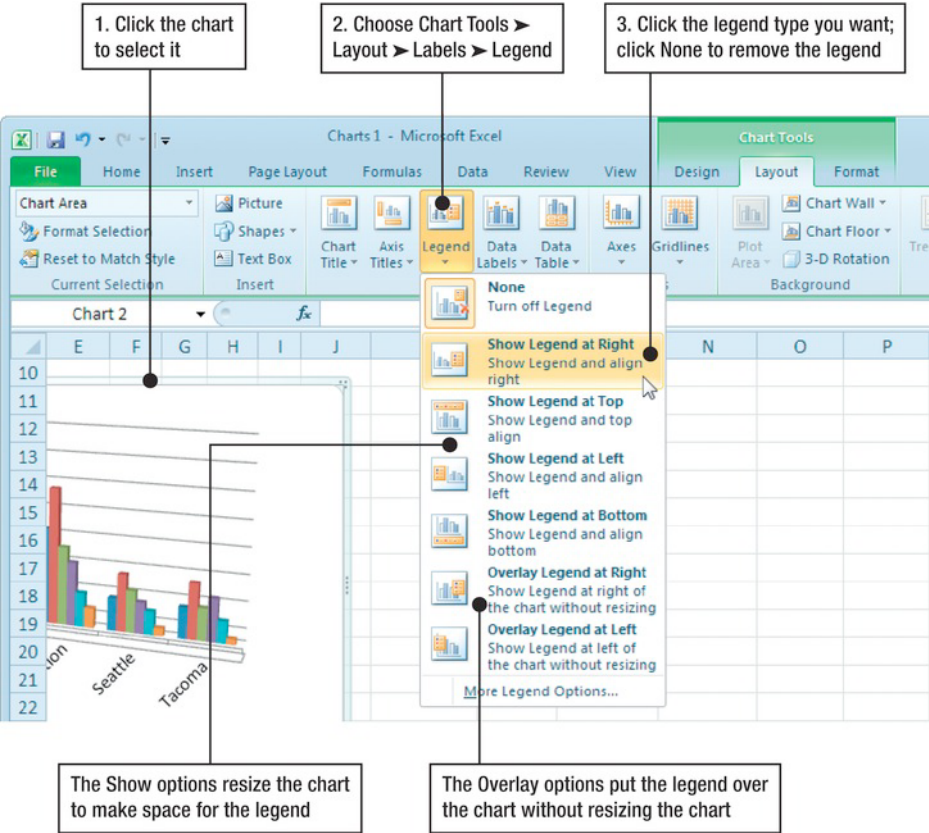 1. Click the chart
to select it
2. Choose Chart Tools ➤
Layout ➤ Labels ➤ Legend
3. Click the legend type you want;
click None to remove the legend
Charts1 - Microsoft Excel
Chart Tools
File Home Insert Page Layout Formulas Data Review View Design Layout Format
Chart Area
Format Selection
Reset to Match Style
Current Selection
Picture
Shapes
Text Box
Insert
Chart
Title
Axis
Titles
Legend
Data
Labels
Data
Table
Axes
Gridlines
Plot
Area
Chart Wall
Chart Floor
3-D Rotation
Background
Chart 2
fx
E F G H I J N O P
10
11
12
13
14
15
16
17
18
19
20
21
22
Seattle
Tacoma
None
Turn off Legend
Show Legend at Right
Show Legend and align
right
Show Legend at Top
Show Legend and top
align
Show Legend at Left
Show Legend and align
left
Show Legend at Bottom
Show Legend and align
bottom
Overlay Legend at Right
Show Legend at right of
the chart without resizing
Overlay Legend at Left
Show Legend at left of
the chart without resizing
More Legend Options...
The Show options resize the chart
to make space for the legend
The Overlay options put the legend over
the chart without resizing the chart